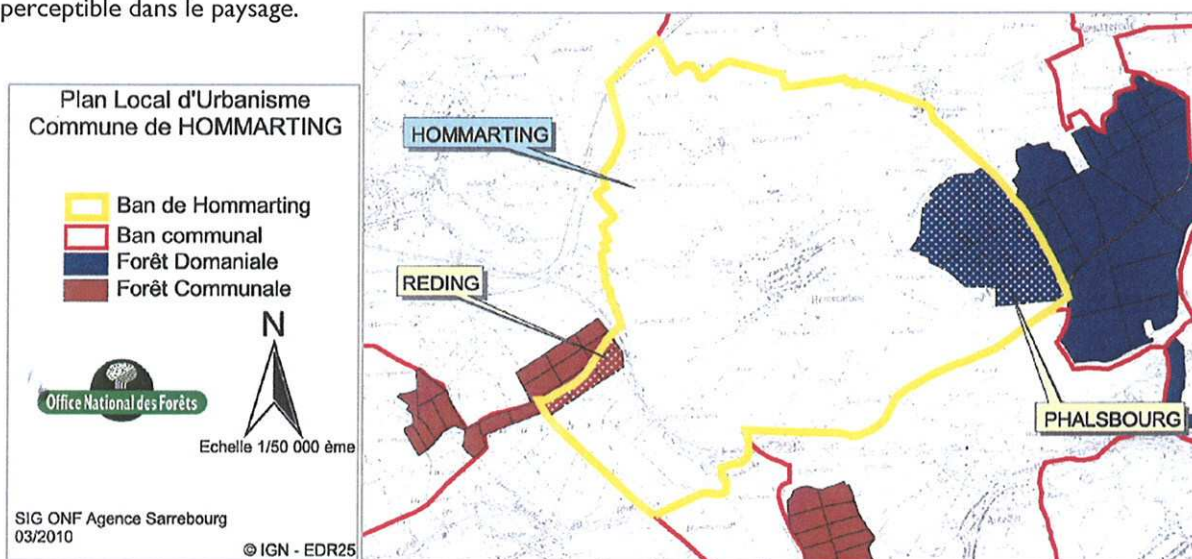 perceptible dans le paysage.
Plan Local d'Urbanisme
Commune de HOMMARTING
Ban de Hommarting
Ban communal
Forêt Domaniale
Forêt Communale
N
Office National des Forêts
Echelle 1/50 000 ème
SIG ONF Agence Sarrebourg
03/2010
© IGN - EDR25
HOMMARTING
REDING
PHALSBOURG